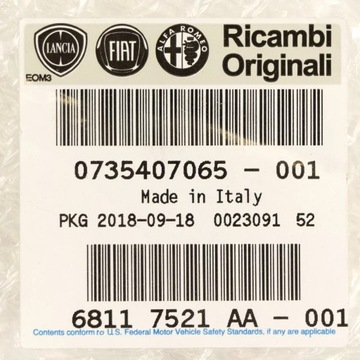 LANCIA
FIAT
ALFA ROMEO
Ricambi
Originali
EOM3
0735407065 - 001
Made in Italy
PKG 2018-09-18 0023091 52
6811 7521 AA - 001
Contents conform to U.S. Federal Motor Vehicle Safety Standards, if any are applicable